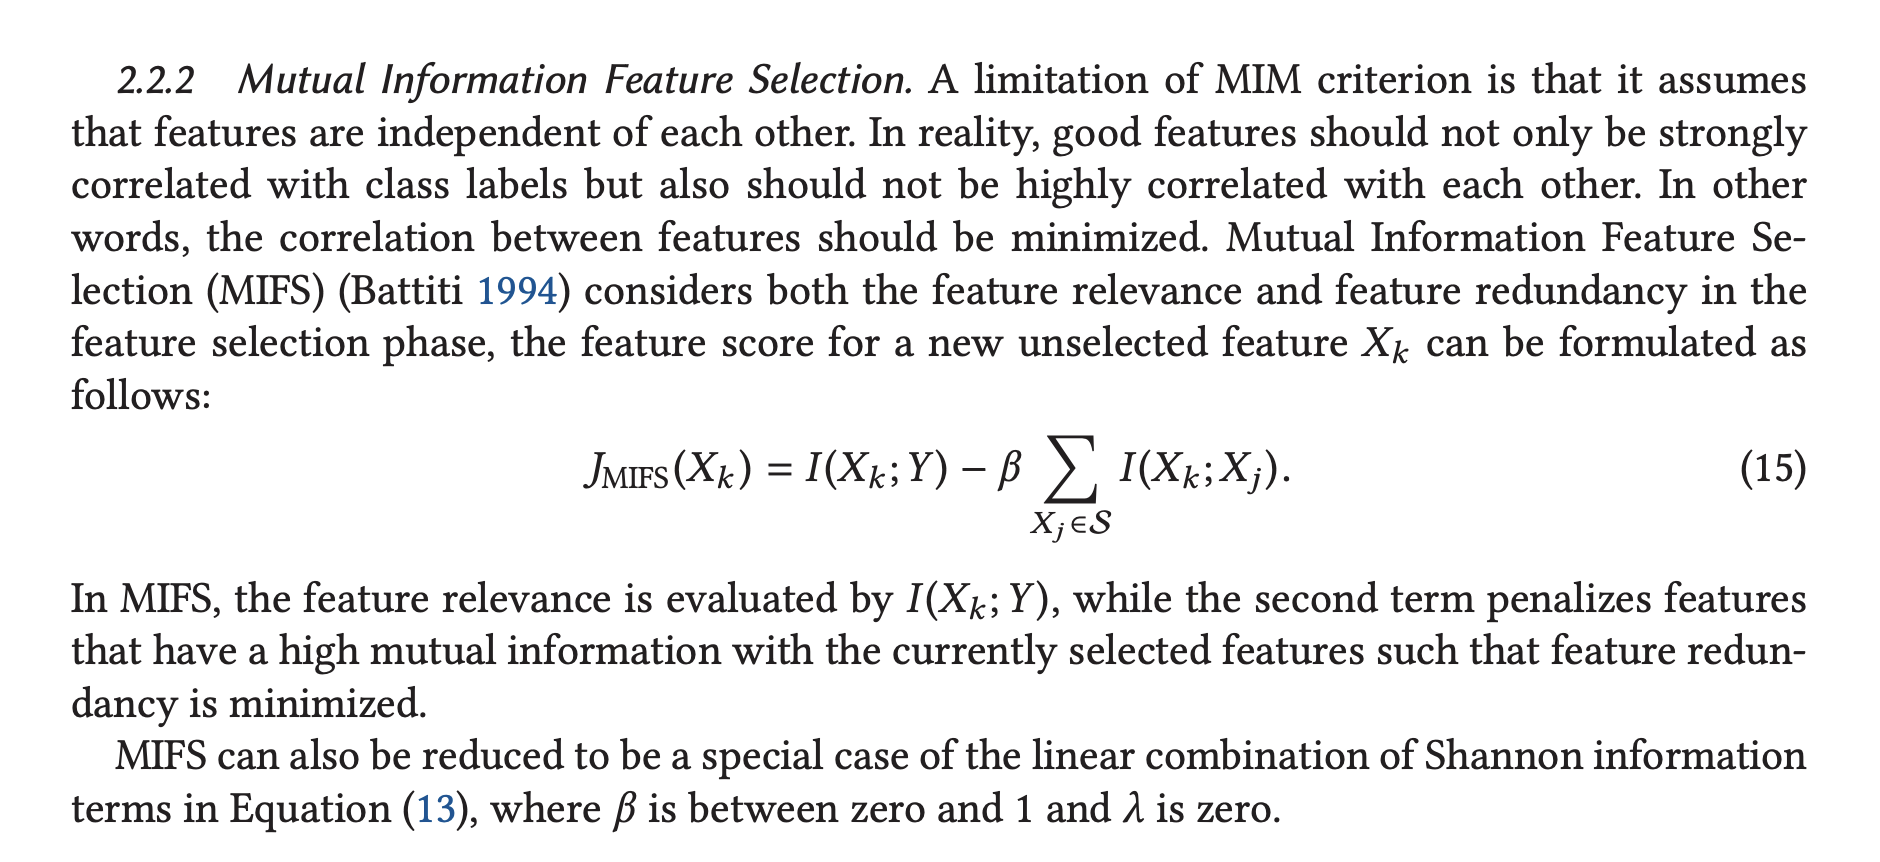 2.2.2 Mutual Information Feature Selection. A limitation of MIM criterion is that it assumes
that features are independent of each other. In reality, good features should not only be strongly
correlated with class labels but also should not be highly correlated with each other. In other
words, the correlation between features should be minimized. Mutual Information Feature Se-
lection (MIFS) (Battiti 1994) considers both the feature relevance and feature redundancy in the
feature selection phase, the feature score for a new unselected feature X_k can be formulated as
follows:
J_MIFS(X_k) = I(X_k; Y) − β ∑_{X_j∈𝒮} I(X_k; X_j). (15)
In MIFS, the feature relevance is evaluated by I(X_k; Y), while the second term penalizes features
that have a high mutual information with the currently selected features such that feature redun-
dancy is minimized.
MIFS can also be reduced to be a special case of the linear combination of Shannon information
terms in Equation (13), where β is between zero and 1 and λ is zero.